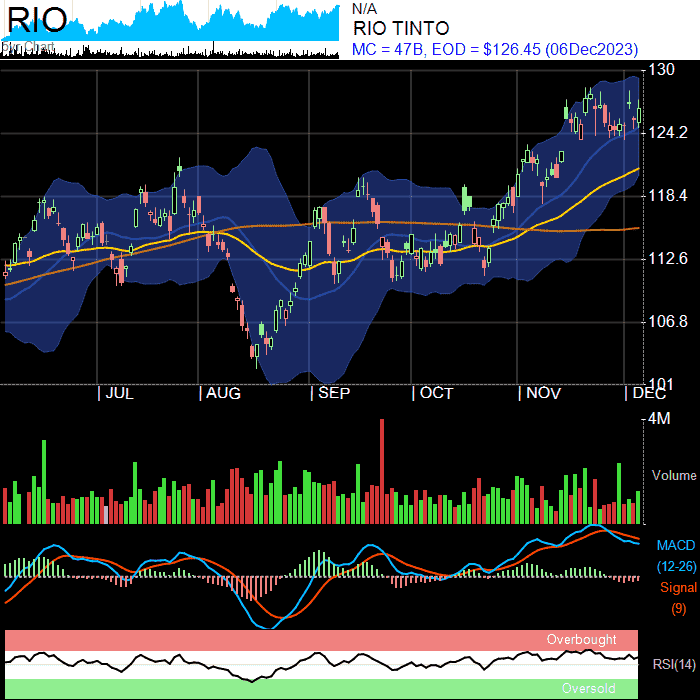 RIO
N/A
RIO TINTO
MC = 47B, EOD = $126.45 (06Dec2023)
130
124.2
118.4
112.6
106.8
101
JUL AUG SEP OCT NOV DEC
4M
Volume
MACD
(12-26)
Signal
(9)
Overbought
RSI(14)
Oversold